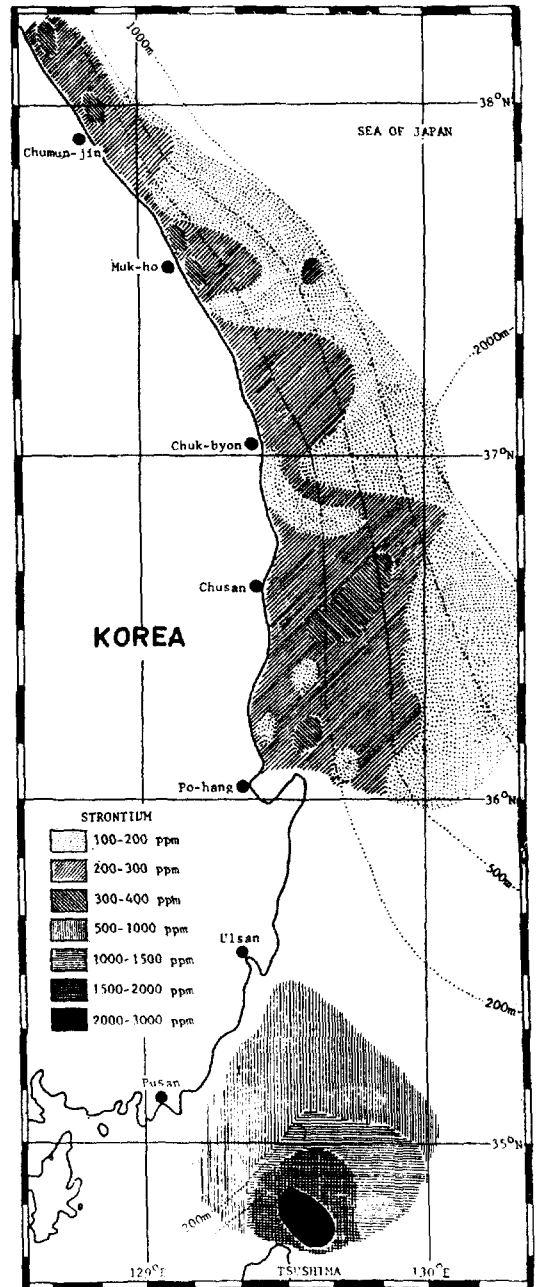 1000m
38°N
SEA OF JAPAN
Chumun-jin
Muk-ho
2000m
Chuk-byon
37°N
Chusan
KOREA
Po-hang
36°N
STRONTIUM
100-200 ppm
200-300 ppm
300-400 ppm
500-1000 ppm
1000-1500 ppm
1500-2000 ppm
2000-3000 ppm
500m
Ulsan
200m
Pusan
35°N
200m
129°E
TSUSHIMA
130°E